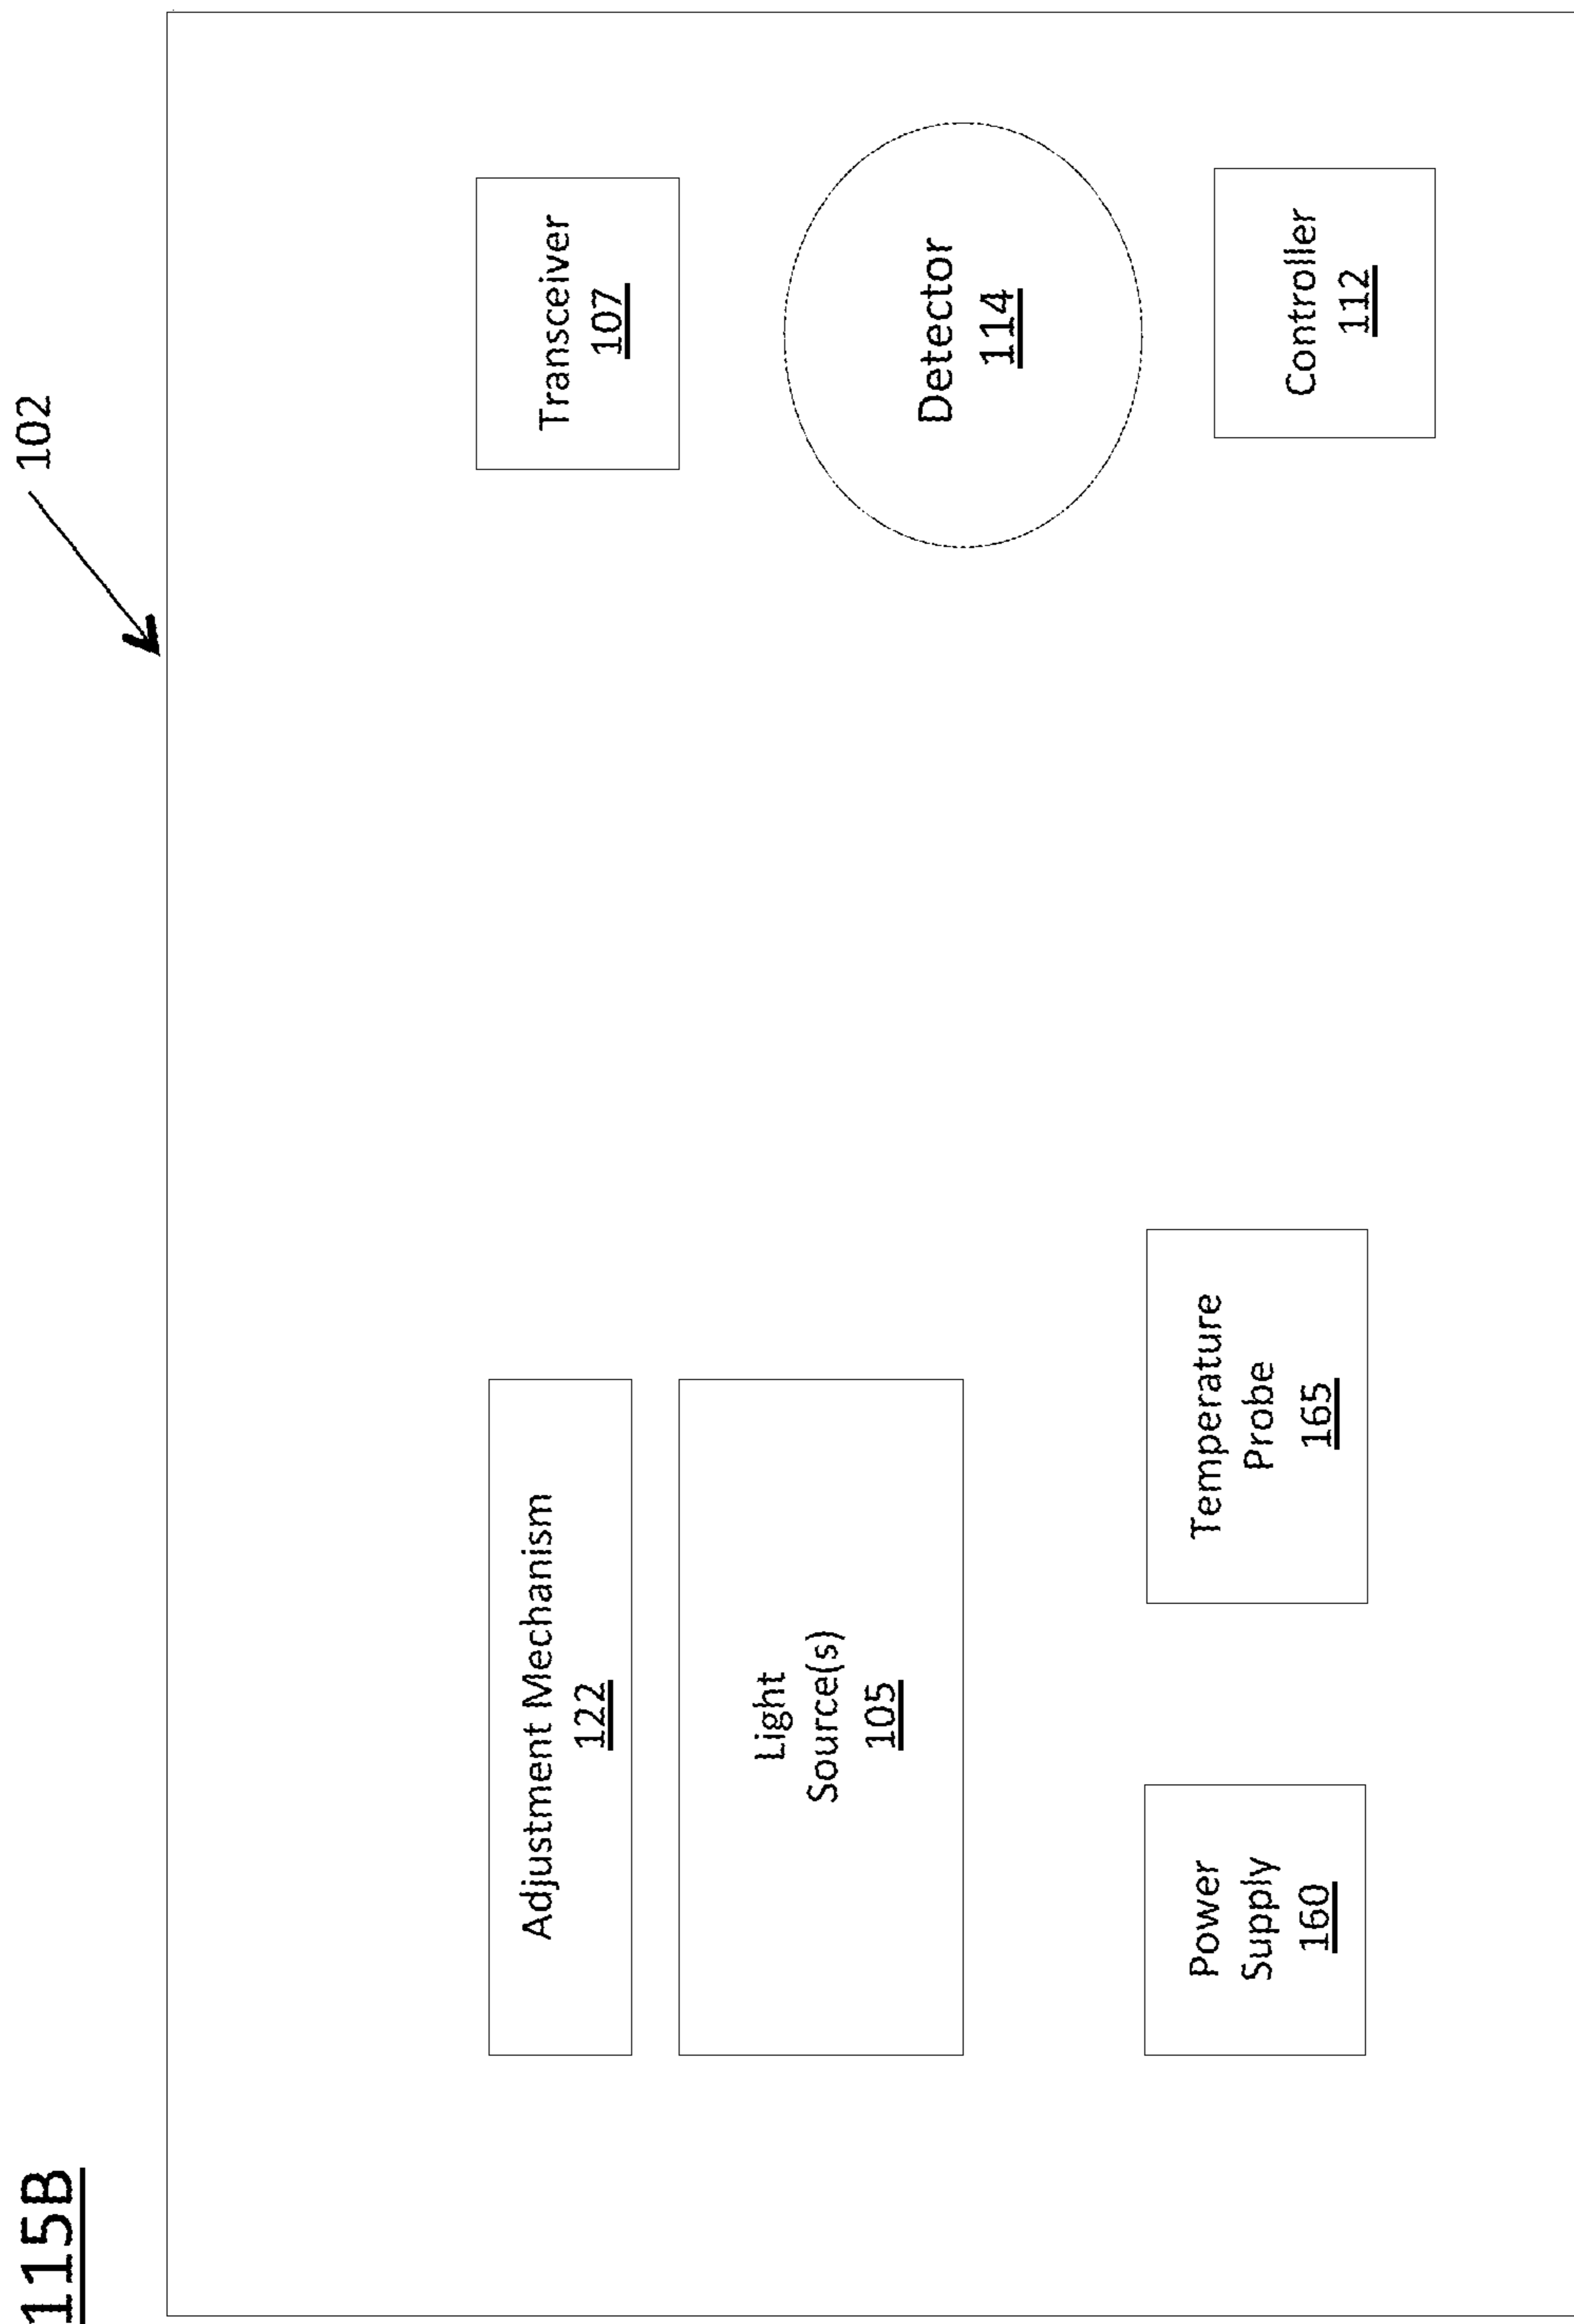 115B
102
Adjustment Mechanism
122
Transceiver
107
Light
Source(s)
105
Detector
114
Power
Supply
160
Temperature
Probe
165
Controller
112